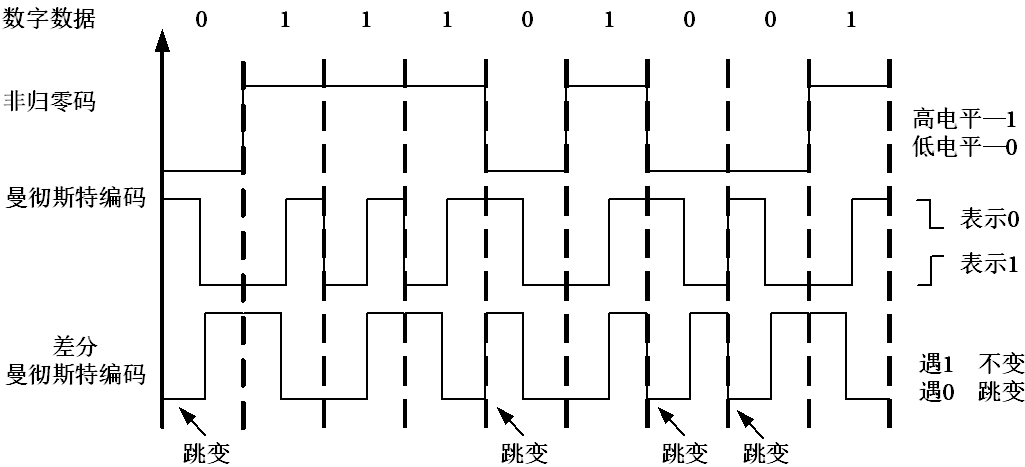 数字数据 0 1 1 1 0 1 0 0 1
非归零码
高电平—1
低电平—0
曼彻斯特编码
表示0
表示1
差分
曼彻斯特编码
遇1 不变
遇0 跳变
跳变 跳变 跳变 跳变